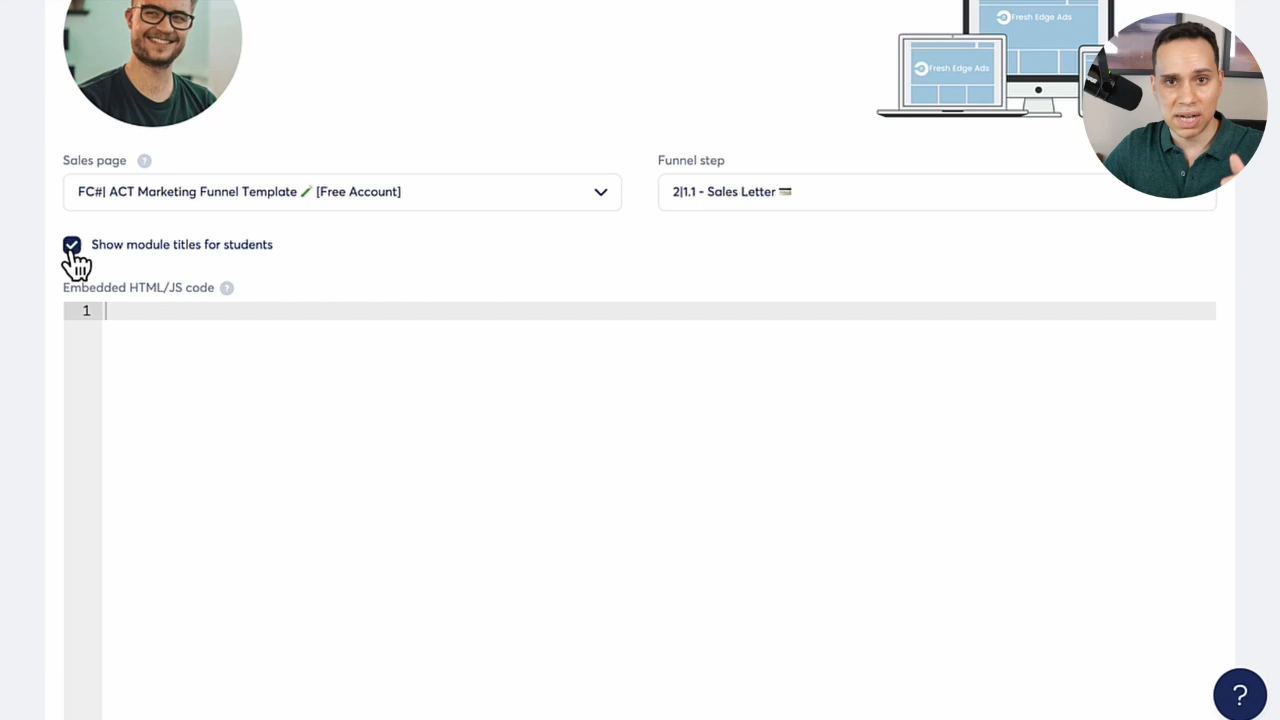 Fresh Edge Ads
Fresh Edge Ads
Sales page ?
Funnel step
FC#| ACT Marketing Funnel Template [Free Account]
2|1.1 - Sales Letter
Show module titles for students
Embedded HTML/JS code ?
1
?